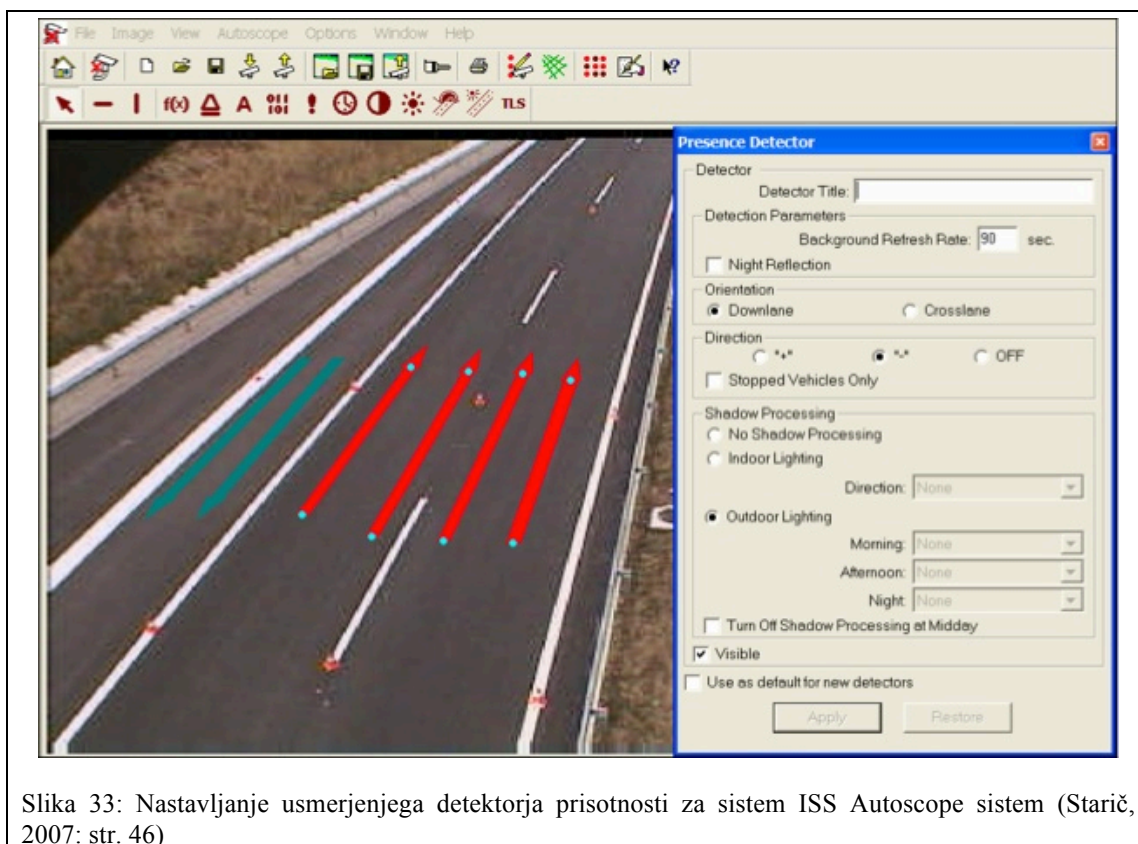 File Image View Autoscope Options Window Help
f(x) A 011 101 ! TLS
Presence Detector
Detector
Detector Title:
Detection Parameters
Background Refresh Rate: 90 sec.
Night Reflection
Orientation
Downlane Crosslane
Direction
"+" "-" OFF
Stopped Vehicles Only
Shadow Processing
No Shadow Processing
Indoor Lighting
Direction: None
Outdoor Lighting
Morning: None
Afternoon: None
Night: None
Turn Off Shadow Processing at Midday
Visible
Use as default for new detectors
Apply Restore
Slika 33: Nastavljanje usmerjenjega detektorja prisotnosti za sistem ISS Autoscope sistem (Starič,
2007: str. 46)